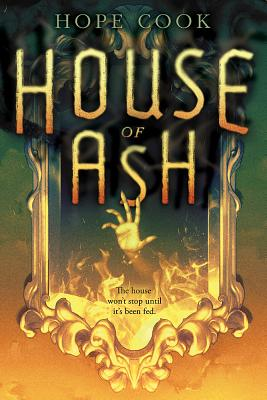 HOPE COOK
HOUSE
OF
ASH
The house
won't stop until
it's been fed.